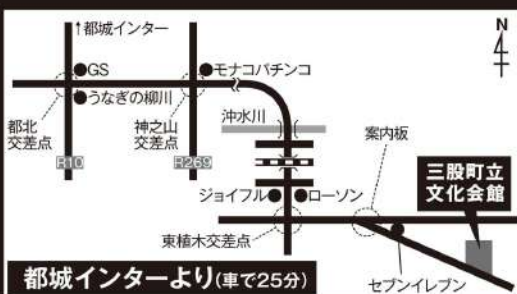 ↑都城インター
N
4
●GS
●モナコパチンコ
●うなぎの柳川
沖水川
都北
交差点
神之山
交差点
案内板
R10
R269
三股町立
文化会館
ジョイフル●
●ローソン
東植木交差点
都城インターより(車で25分)
セブンイレブン